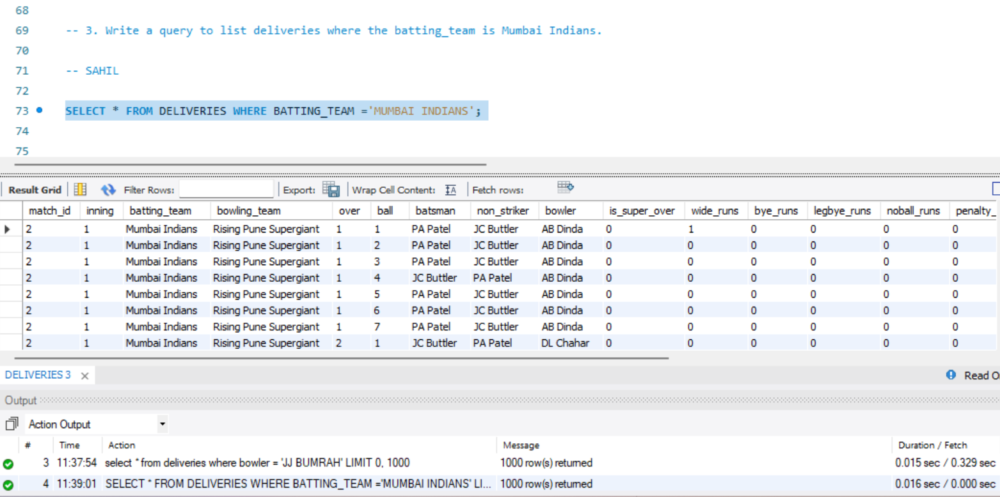 68
69 -- 3. Write a query to list deliveries where the batting_team is Mumbai Indians.
70
71 -- SAHIL
72
73 SELECT * FROM DELIVERIES WHERE BATTING_TEAM ='MUMBAI INDIANS';
74
75
Result Grid Filter Rows: Export: Wrap Cell Content: IA Fetch rows:
match_id inning batting_team bowling_team over ball batsman non_striker bowler is_super_over wide_runs bye_runs legbye_runs noball_runs penalty_
2 1 Mumbai Indians Rising Pune Supergiant 1 1 PA Patel JC Buttler AB Dinda 0 1 0 0 0 0
2 1 Mumbai Indians Rising Pune Supergiant 1 2 PA Patel JC Buttler AB Dinda 0 0 0 0 0 0
2 1 Mumbai Indians Rising Pune Supergiant 1 3 PA Patel JC Buttler AB Dinda 0 0 0 0 0 0
2 1 Mumbai Indians Rising Pune Supergiant 1 4 JC Buttler PA Patel AB Dinda 0 0 0 0 0 0
2 1 Mumbai Indians Rising Pune Supergiant 1 5 PA Patel JC Buttler AB Dinda 0 0 0 0 0 0
2 1 Mumbai Indians Rising Pune Supergiant 1 6 PA Patel JC Buttler AB Dinda 0 0 0 0 0 0
2 1 Mumbai Indians Rising Pune Supergiant 1 7 PA Patel JC Buttler AB Dinda 0 0 0 0 0 0
2 1 Mumbai Indians Rising Pune Supergiant 2 1 JC Buttler PA Patel DL Chahar 0 0 0 0 0 0
DELIVERIES 3 Read O
Output
Action Output
# Time Action Message Duration / Fetch
3 11:37:54 select * from deliveries where bowler = 'JJ BUMRAH' LIMIT 0, 1000 1000 row(s) returned 0.015 sec / 0.329 sec
4 11:39:01 SELECT * FROM DELIVERIES WHERE BATTING_TEAM ='MUMBAI INDIANS' LI... 1000 row(s) returned 0.016 sec / 0.000 sec